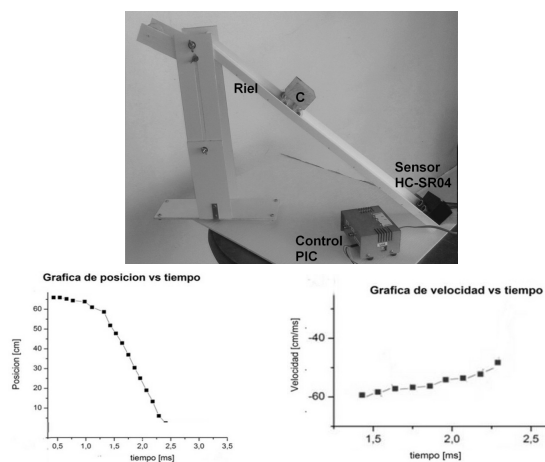 Riel
C
Sensor
HC-SR04
Control
PIC
Grafica de posicion vs tiempo
Posicion [cm]
60
50
40
30
20
10
0,5 1,0 1,5 2,0 2,5 3,0 3,5
tiempo [ms]
Grafica de velocidad vs tiempo
Velocidad [cm/ms]
-40
-60
-70
1,5 2,0 2,5
tiempo [ms]